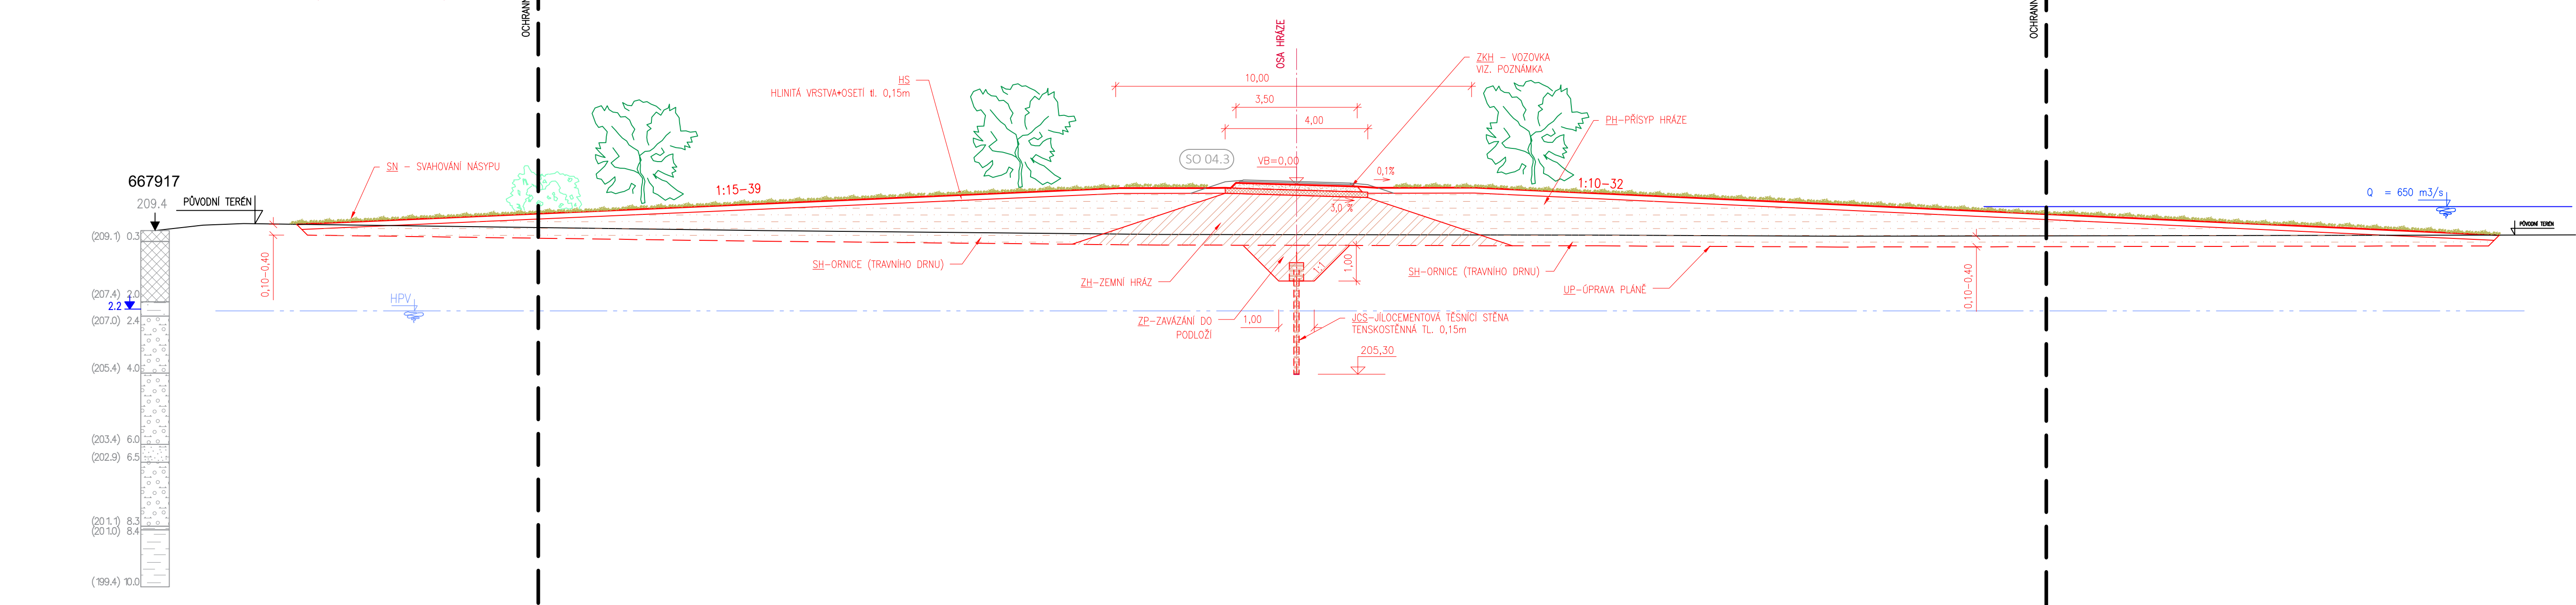 OCHRANN
OSA HRÁZE
OCHRANN
ZKH - VOZOVKA
VIZ. POZNÁMKA
10,00
HS
HLINITÁ VRSTVA+OSETÍ tl. 0,15m
3,50
4,00
PH-PŘÍSYP HRÁZE
SO 04.3
VB=0,00
0,1%
SN - SVAHOVÁNÍ NÁSYPU
667917
209.4
PŮVODNÍ TERÉN
1:15-39
1:10-32
Q = 650 m3/s
3,0 %
PŮVODNÍ TERÉN
(209.1) 0.3
0,10-0,40
SH-ORNICE (TRAVNÍHO DRNU)
ZH-ZEMNÍ HRÁZ
1:1
1,00
SH-ORNICE (TRAVNÍHO DRNU)
UP-ÚPRAVA PLÁNĚ
0,10-0,40
(207.4) 2.0
2.2
HPV
(207.0) 2.4
ZP-ZAVÁZÁNÍ DO
PODLOŽÍ
1,00
JCS-JÍLOCEMENTOVÁ TĚSNÍCÍ STĚNA
TENSKOSTĚNNÁ TL. 0,15m
205,30
(205.4) 4.0
(203.4) 6.0
(202.9) 6.5
(201.1) 8.3
(201.0) 8.4
(199.4) 10.0